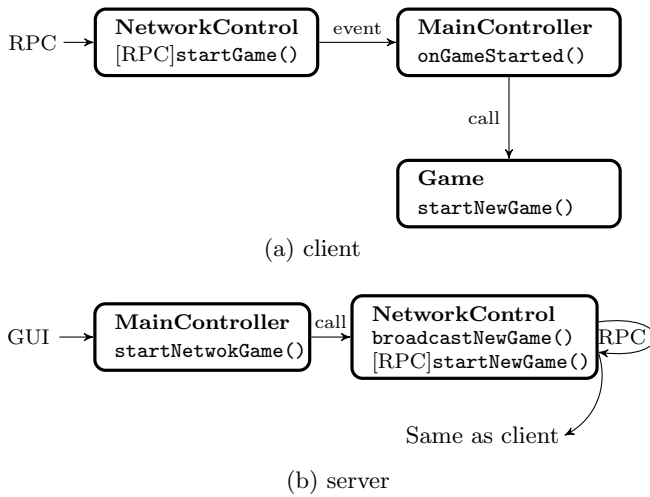 RPC
NetworkControl
[RPC]startGame()
event
MainController
onGameStarted()
call
Game
startNewGame()
(a) client
GUI
MainController
startNetwokGame()
call
NetworkControl
broadcastNewGame()
[RPC]startNewGame()
RPC
Same as client
(b) server